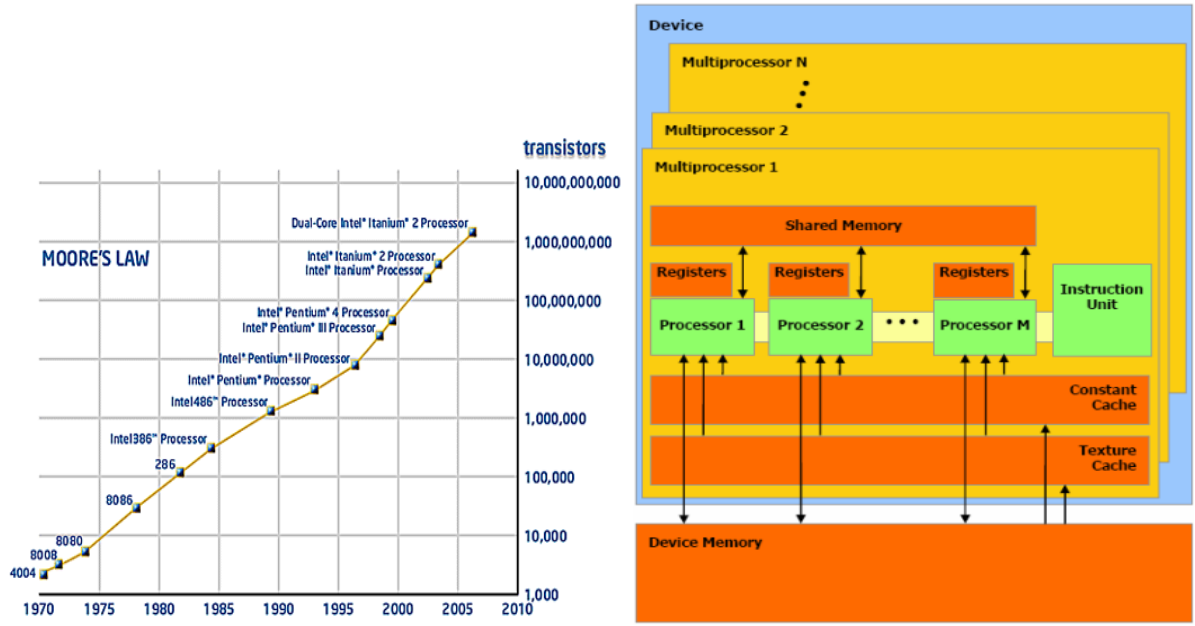 transistors
10,000,000,000
1,000,000,000
100,000,000
10,000,000
1,000,000
100,000
10,000
1,000
MOORE'S LAW
Dual-Core Intel® Itanium® 2 Processor
Intel® Itanium® 2 Processor
Intel® Itanium® Processor
Intel® Pentium® 4 Processor
Intel® Pentium® III Processor
Intel® Pentium® II Processor
Intel® Pentium® Processor
Intel486™ Processor
Intel386™ Processor
286
8086
8080
8008
4004
1970 1975 1980 1985 1990 1995 2000 2005 2010
Device
Multiprocessor N
Multiprocessor 2
Multiprocessor 1
Shared Memory
Registers Registers Registers
Instruction
Unit
Processor 1 Processor 2 • • • Processor M
Constant
Cache
Texture
Cache
Device Memory